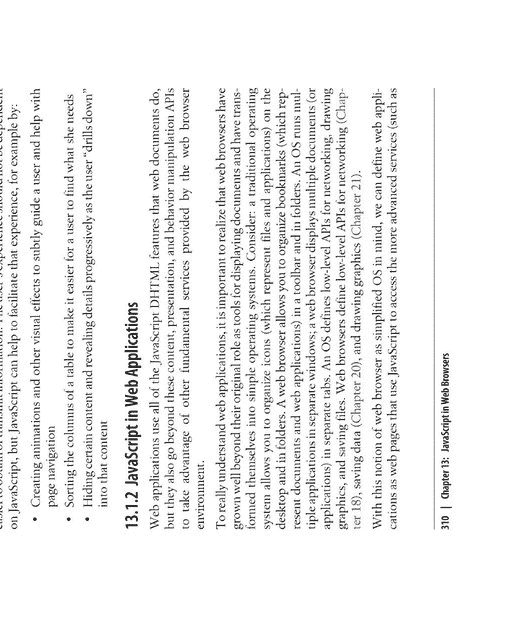 on JavaScript, but JavaScript can help to facilitate that experience, for example by:
• Creating animations and other visual effects to subtly guide a user and help with
page navigation
• Sorting the columns of a table to make it easier for a user to find what she needs
• Hiding certain content and revealing details progressively as the user “drills down”
into that content
13.1.2 JavaScript in Web Applications
Web applications use all of the JavaScript DHTML features that web documents do,
but they also go beyond these content, presentation, and behavior manipulation APIs
to take advantage of other fundamental services provided by the web browser
environment.
To really understand web applications, it is important to realize that web browsers have
grown well beyond their original role as tools for displaying documents and have trans-
formed themselves into simple operating systems. Consider: a traditional operating
system allows you to organize icons (which represent files and applications) on the
desktop and in folders. A web browser allows you to organize bookmarks (which rep-
resent documents and web applications) in a toolbar and in folders. An OS runs mul-
tiple applications in separate windows; a web browser displays multiple documents (or
applications) in separate tabs. An OS defines low-level APIs for networking, drawing
graphics, and saving files. Web browsers define low-level APIs for networking (Chap-
ter 18), saving data (Chapter 20), and drawing graphics (Chapter 21).
With this notion of web browser as simplified OS in mind, we can define web appli-
cations as web pages that use JavaScript to access the more advanced services (such as
310 | Chapter 13: JavaScript in Web Browsers